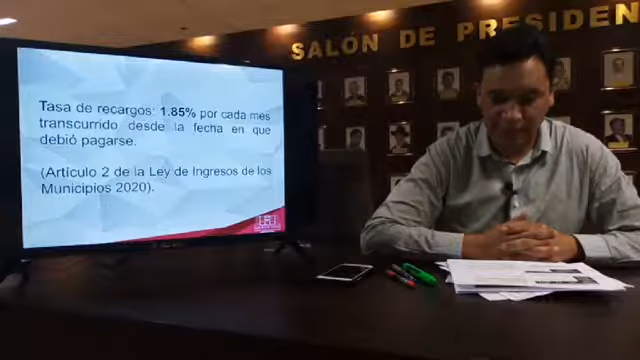 SALÓN DE PRESIDEN
Tasa de recargos: 1.85% por cada mes
transcurrido desde la fecha en que
debió pagarse.
(Artículo 2 de la Ley de Ingresos de los
Municipios 2020).